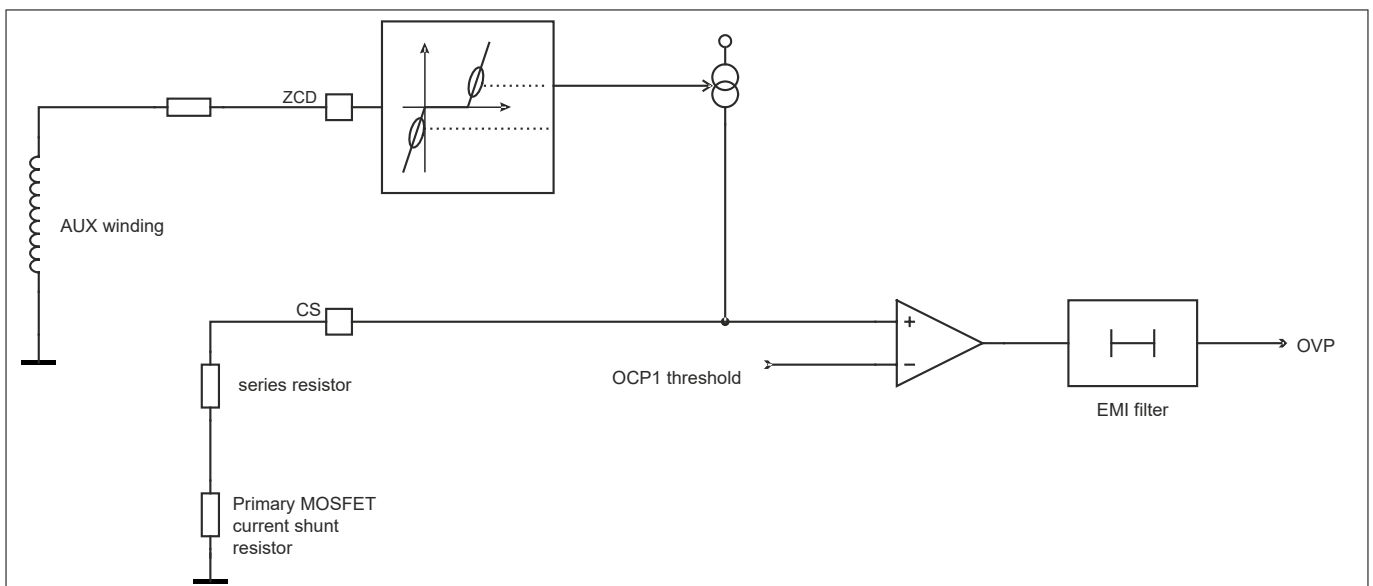 ZCD
AUX winding
CS
+
OCP1 threshold
−
OVP
EMI filter
series resistor
Primary MOSFET
current shunt
resistor